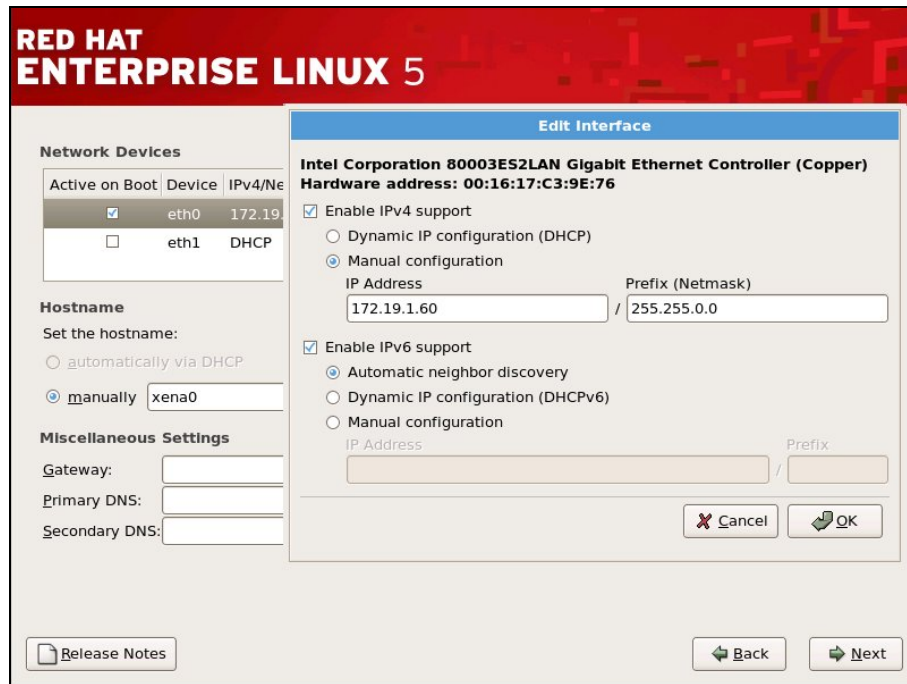 RED HAT
ENTERPRISE LINUX 5
Edit Interface
Network Devices
Active on Boot Device IPv4/Ne
eth0 172.19.
eth1 DHCP
Hostname
Set the hostname:
automatically via DHCP
manually xena0
Miscellaneous Settings
Gateway:
Primary DNS:
Secondary DNS:
Intel Corporation 80003ES2LAN Gigabit Ethernet Controller (Copper)
Hardware address: 00:16:17:C3:9E:76
Enable IPv4 support
Dynamic IP configuration (DHCP)
Manual configuration
IP Address Prefix (Netmask)
172.19.1.60 / 255.255.0.0
Enable IPv6 support
Automatic neighbor discovery
Dynamic IP configuration (DHCPv6)
Manual configuration
IP Address Prefix
/
Cancel OK
Release Notes Back Next